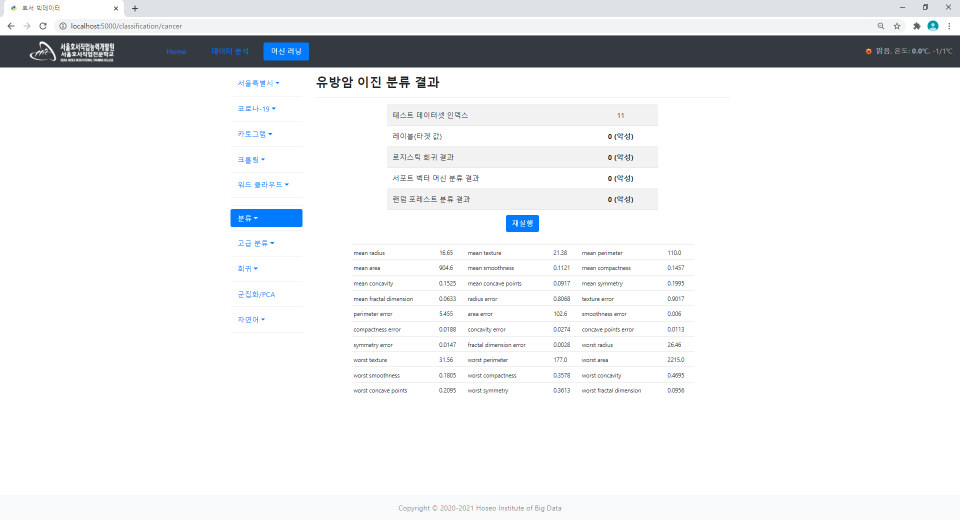 호서 빅데이터
localhost:5000/classification/cancer
서울호서직업능력개발원
서울호서직업전문학교
Home 데이터 분석 머신 러닝 맑음, 온도: 0.0℃, -1/1℃
서울특별시
코로나-19
카토그램
크롤링
워드 클라우드
분류
고급 분류
회귀
군집화/PCA
자연어
유방암 이진 분류 결과
테스트 데이터셋 인덱스 11
레이블(타겟 값) 0 (악성)
로지스틱 회귀 결과 0 (악성)
서포트 벡터 머신 분류 결과 0 (악성)
랜덤 포레스트 분류 결과 0 (악성)
재실행
mean radius 16.65 mean texture 21.38 mean perimeter 110.0
mean area 904.6 mean smoothness 0.1121 mean compactness 0.1457
mean concavity 0.1525 mean concave points 0.0917 mean symmetry 0.1995
mean fractal dimension 0.0633 radius error 0.8068 texture error 0.9017
perimeter error 5.455 area error 102.6 smoothness error 0.006
compactness error 0.0188 concavity error 0.0274 concave points error 0.0113
symmetry error 0.0147 fractal dimension error 0.0028 worst radius 26.46
worst texture 31.56 worst perimeter 177.0 worst area 2215.0
worst smoothness 0.1805 worst compactness 0.3578 worst concavity 0.4695
worst concave points 0.2095 worst symmetry 0.3613 worst fractal dimension 0.0956
Copyright © 2020-2021 Hoseo Institute of Big Data